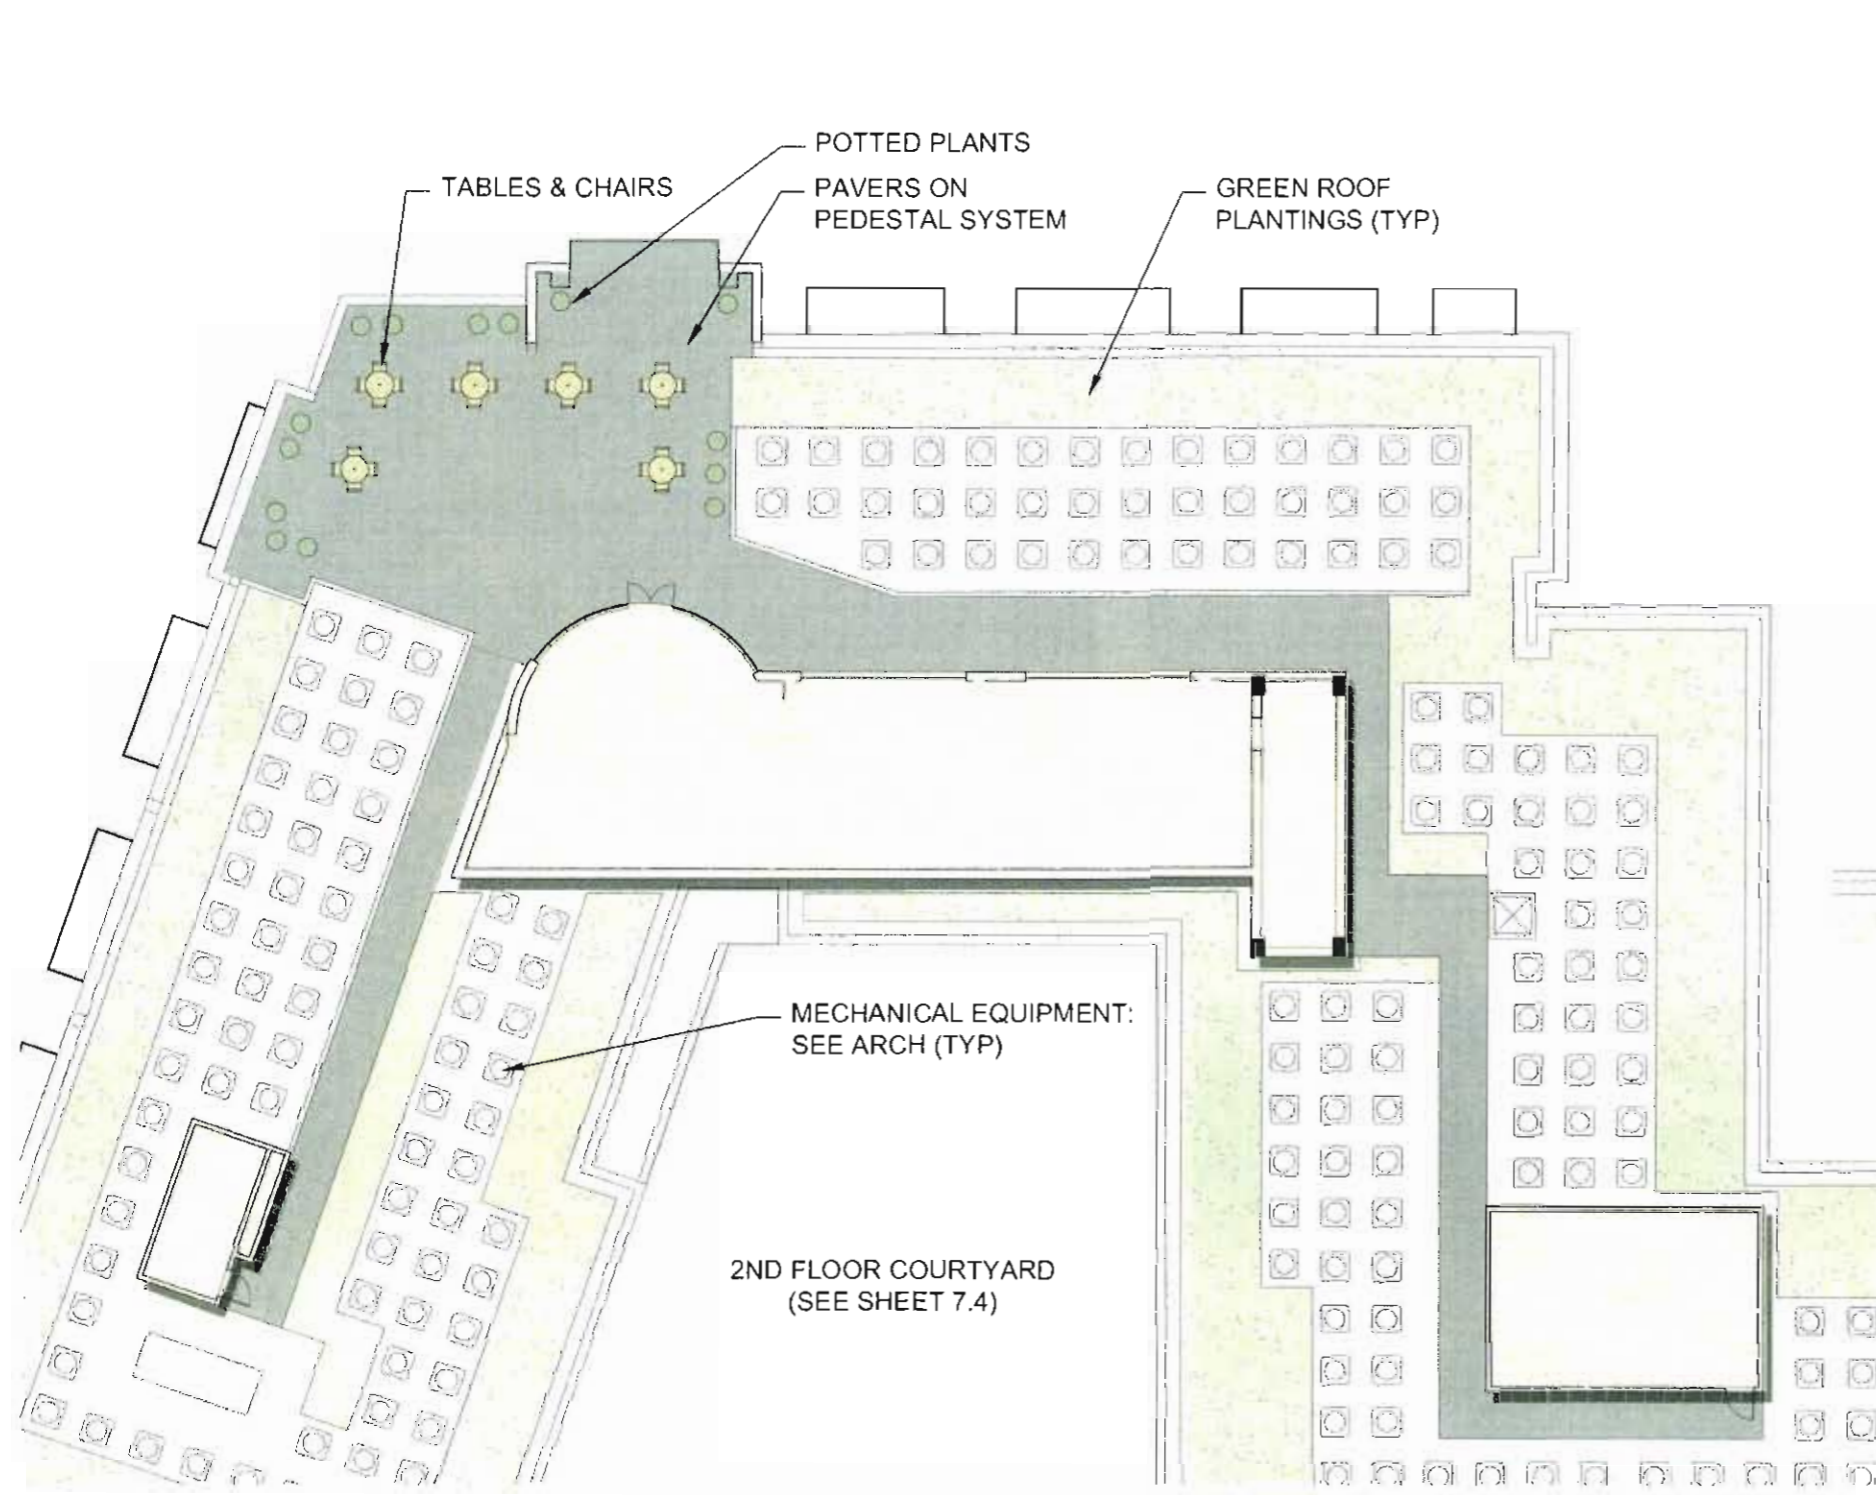 POTTED PLANTS
TABLES & CHAIRS
PAVERS ON
PEDESTAL SYSTEM
GREEN ROOF
PLANTINGS (TYP)
MECHANICAL EQUIPMENT:
SEE ARCH (TYP)
2ND FLOOR COURTYARD
(SEE SHEET 7.4)